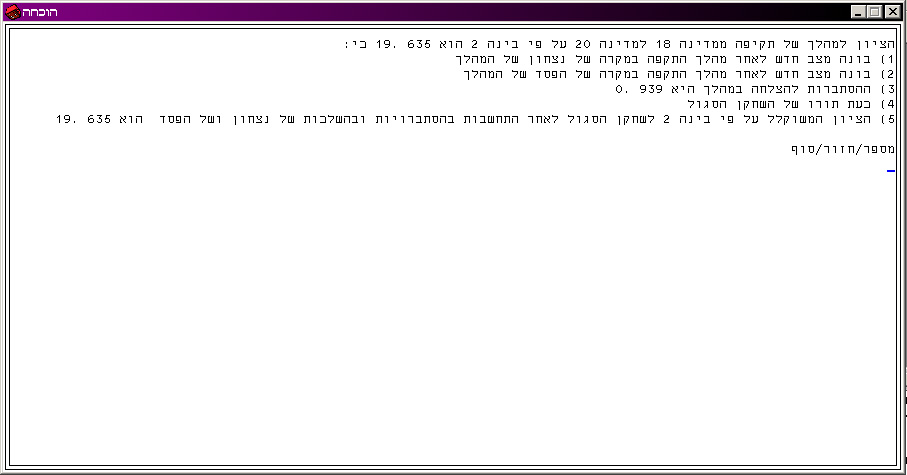 הוכחה
הציון למהלך של תקיפה ממדינה 18 למדינה 20 על פי בינה 2 הוא 635 .19 כי:
1) בונה מצב חדש לאחר מהלך התקפה במקרה של נצחון של המהלך
2) בונה מצב חדש לאחר מהלך התקפה במקרה של הפסד של המהלך
3) ההסתברות להצלחה במהלך היא 939 .0
4) כעת תורו של השחקן הסגול
5) הציון המשוקלל על פי בינה 2 לשחקן הסגול לאחר התחשבות בהסתברויות ובהשלכות של נצחון ושל הפסד הוא 635 .19
מספר/חזור/סוף